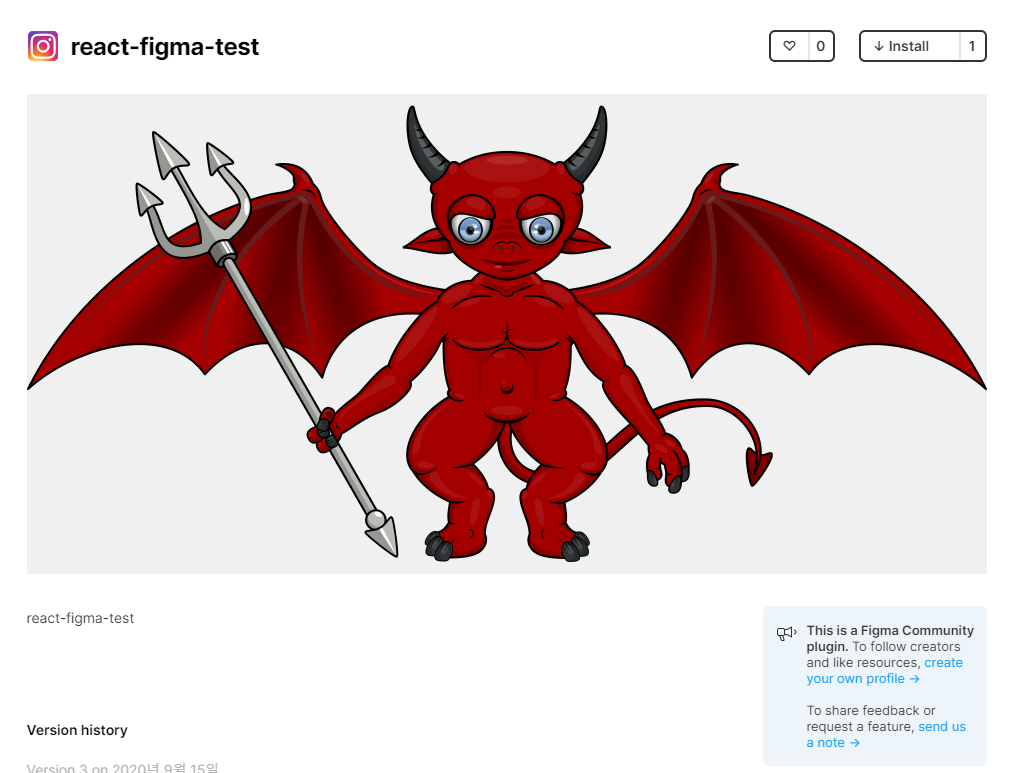 react-figma-test
0
Install
1
react-figma-test
This is a Figma Community
plugin. To follow creators
and like resources, create
your own profile →
To share feedback or
request a feature, send us
a note →
Version history
Version 3 on 2020년 9월 15일